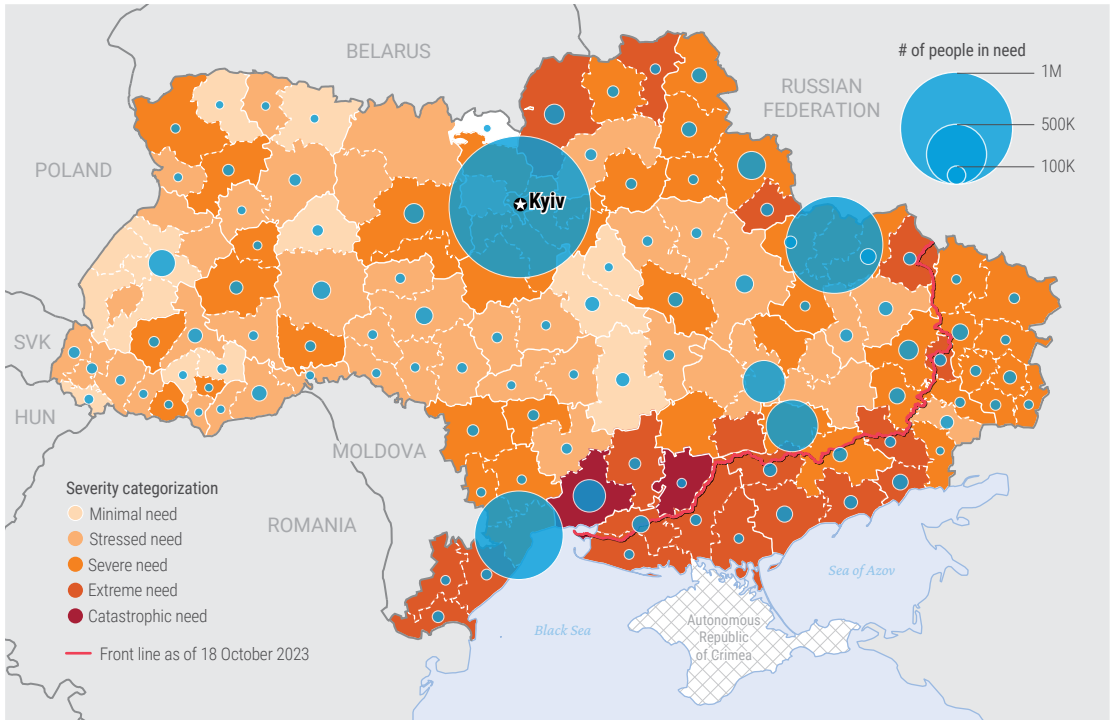 BELARUS
# of people in need
1M
500K
100K
RUSSIAN
FEDERATION
POLAND
Kyiv
SVK
HUN
MOLDOVA
ROMANIA
Severity categorization
Minimal need
Stressed need
Severe need
Extreme need
Catastrophic need
Front line as of 18 October 2023
Black Sea
Sea of Azov
Autonomous
Republic
of Crimea